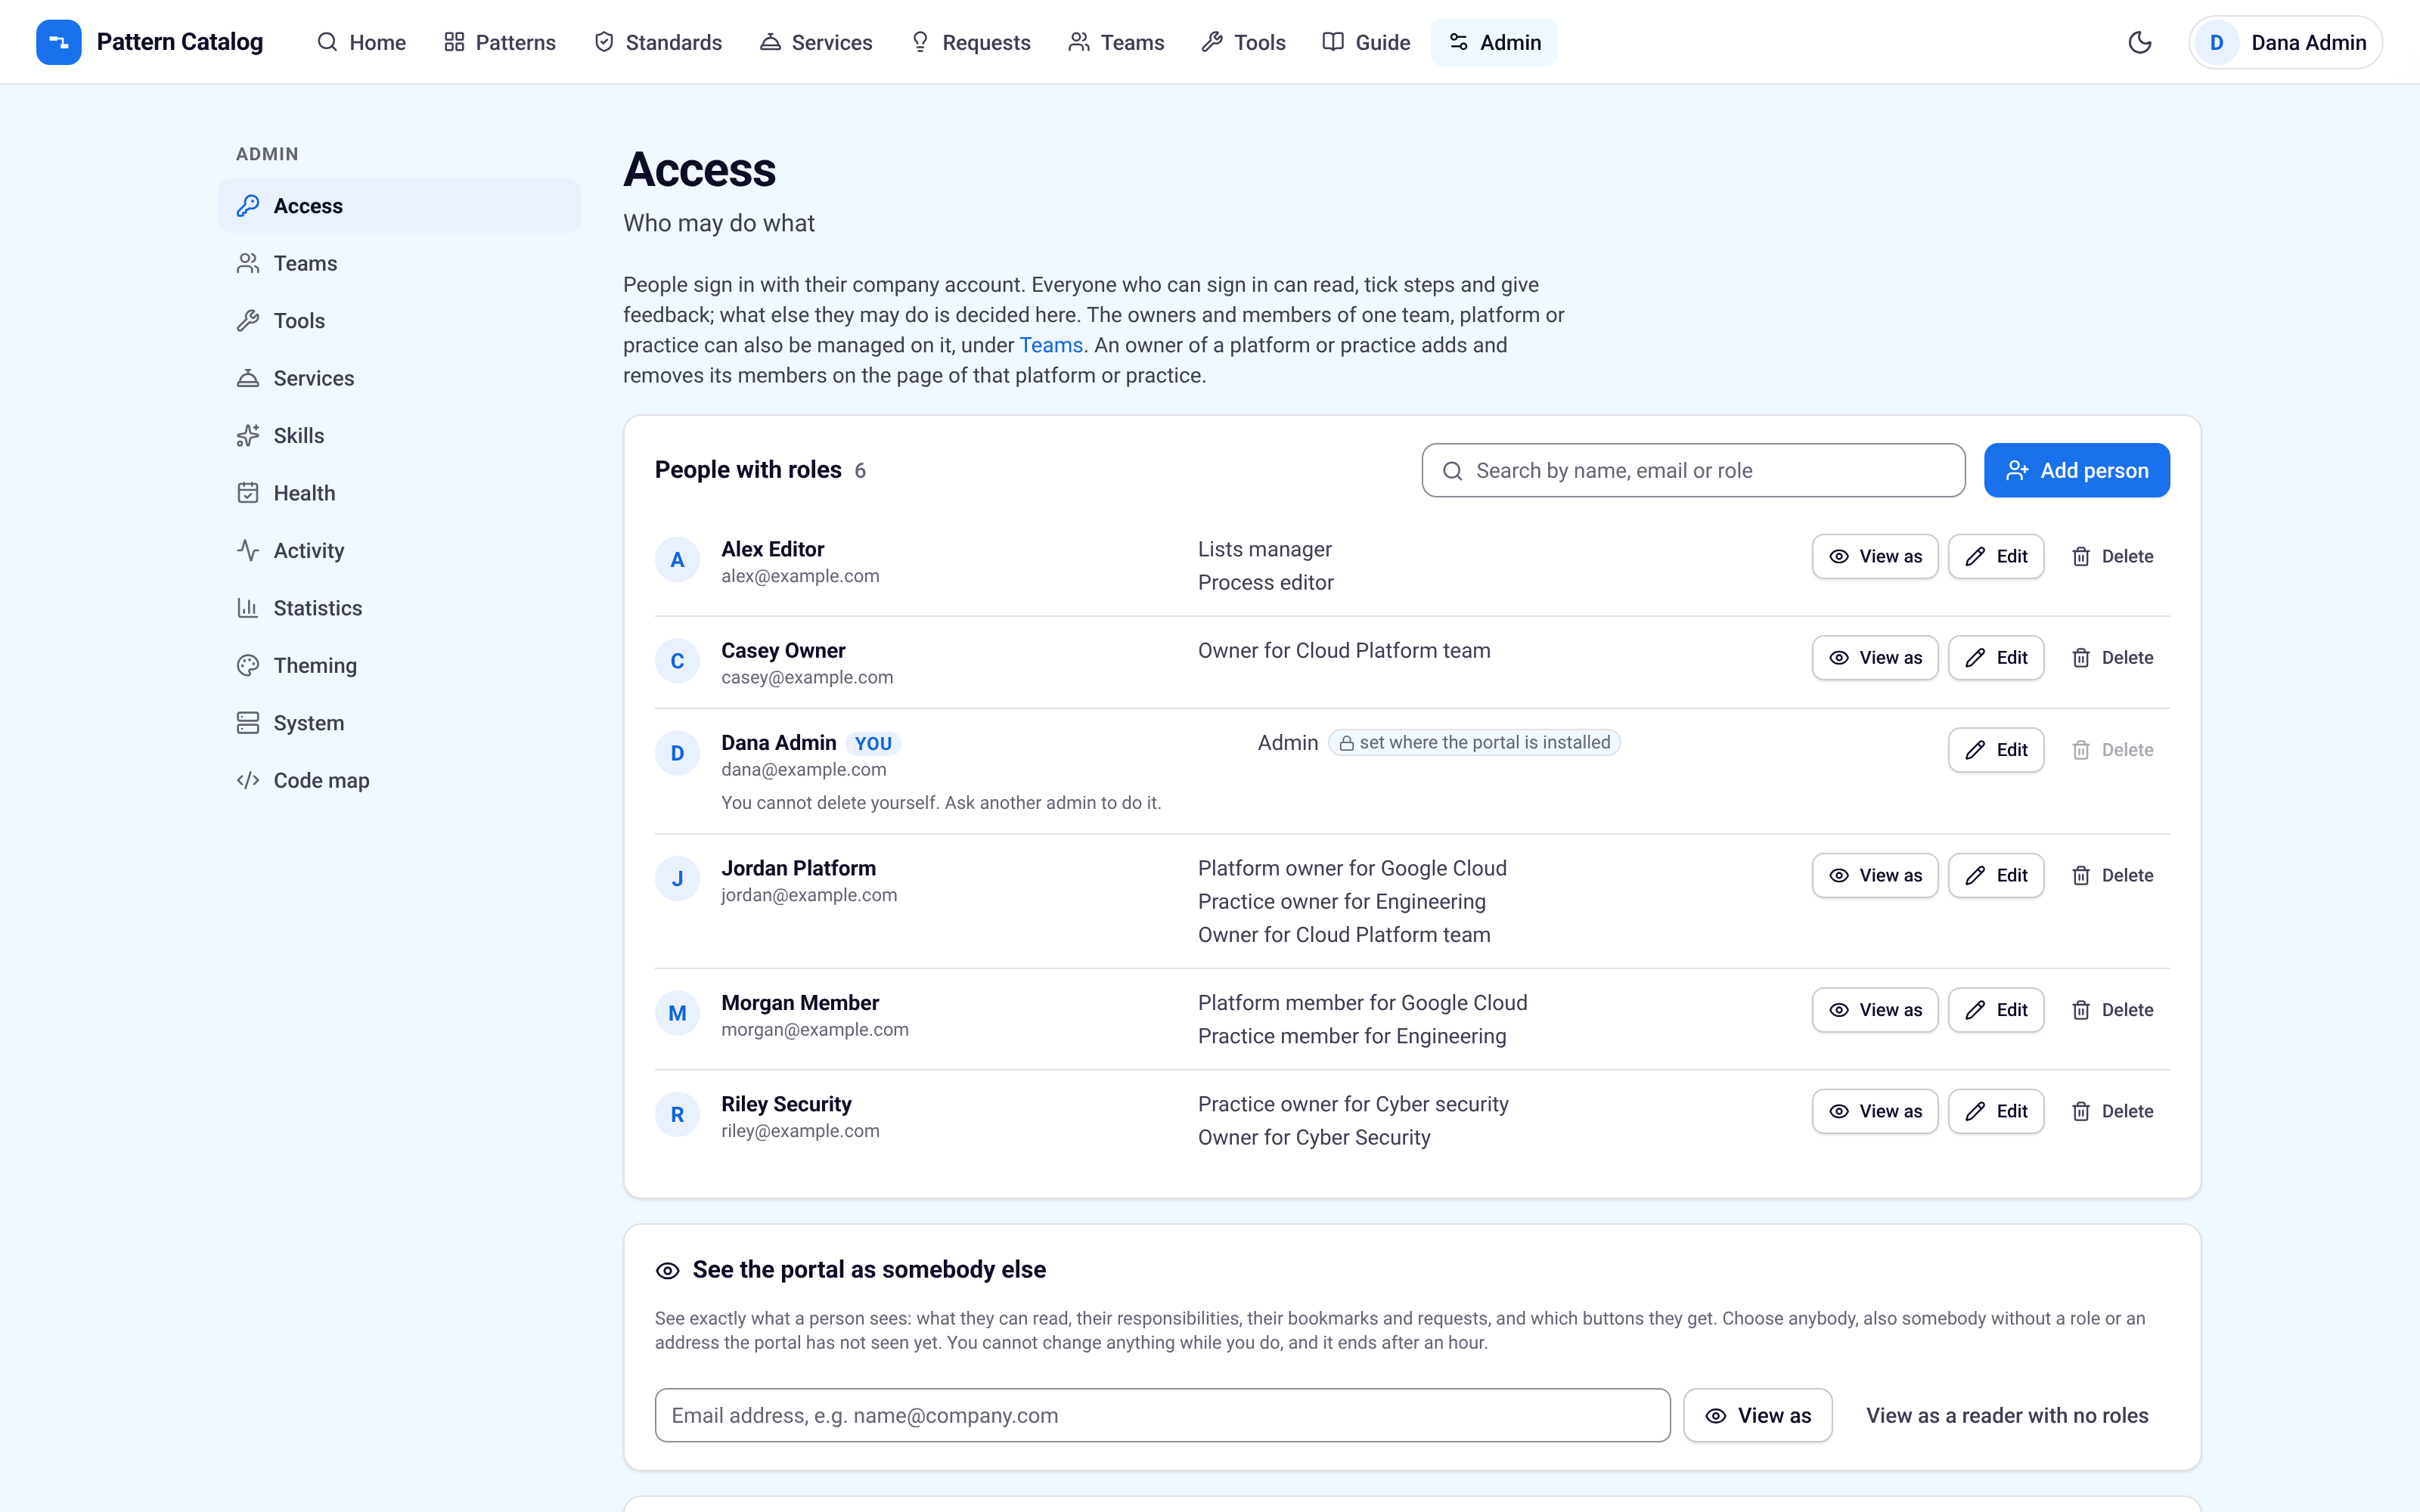 Pattern Catalog
Home
Patterns
Standards
Services
Requests
Teams
Tools
Guide
Admin
D
Dana Admin
ADMIN
Access
Teams
Tools
Services
Skills
Health
Activity
Statistics
Theming
System
Code map
Access
Who may do what
People sign in with their company account. Everyone who can sign in can read, tick steps and give
feedback; what else they may do is decided here. The owners and members of one team, platform or
practice can also be managed on it, under Teams. An owner of a platform or practice adds and
removes its members on the page of that platform or practice.
People with roles 6
Search by name, email or role
Add person
A
Alex Editor
alex@example.com
Lists manager
Process editor
View as
Edit
Delete
C
Casey Owner
casey@example.com
Owner for Cloud Platform team
View as
Edit
Delete
D
Dana Admin YOU
dana@example.com
You cannot delete yourself. Ask another admin to do it.
Admin set where the portal is installed
Edit
Delete
J
Jordan Platform
jordan@example.com
Platform owner for Google Cloud
Practice owner for Engineering
Owner for Cloud Platform team
View as
Edit
Delete
M
Morgan Member
morgan@example.com
Platform member for Google Cloud
Practice member for Engineering
View as
Edit
Delete
R
Riley Security
riley@example.com
Practice owner for Cyber security
Owner for Cyber Security
View as
Edit
Delete
See the portal as somebody else
See exactly what a person sees: what they can read, their responsibilities, their bookmarks and requests, and which buttons they get. Choose anybody, also somebody without a role or an
address the portal has not seen yet. You cannot change anything while you do, and it ends after an hour.
Email address, e.g. name@company.com
View as
View as a reader with no roles